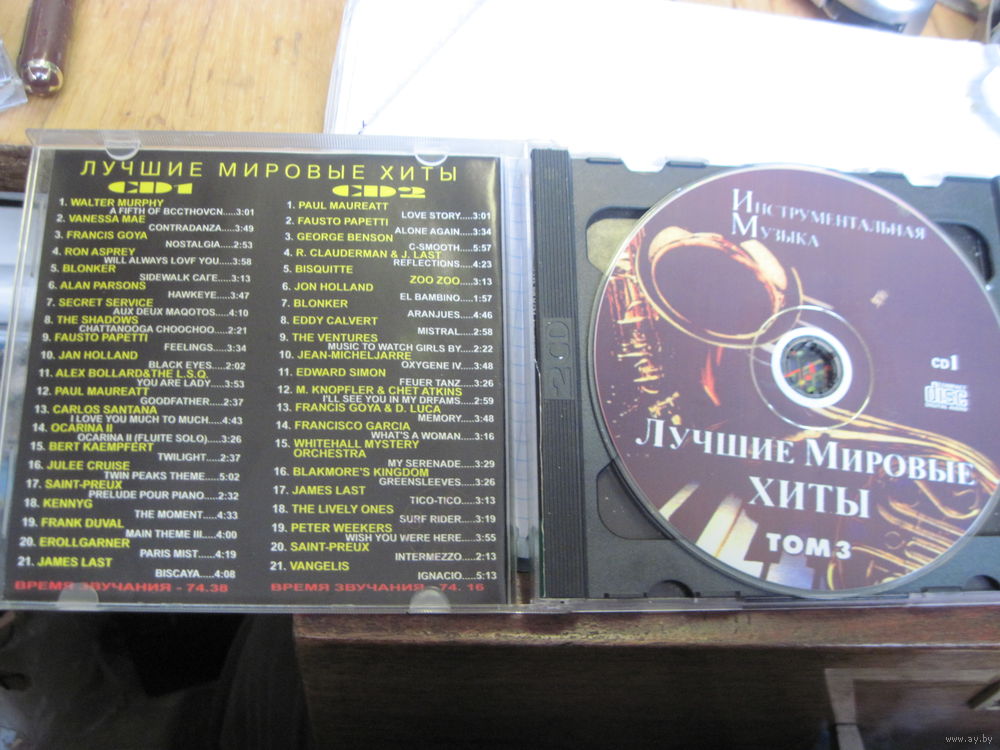 ЛУЧШИЕ МИРОВЫЕ ХИТЫ
CD1
1. WALTER MURPHY
A FIFTH OF BCCTHOVCN.....3:01
2. VANESSA MAE
CONTRADANZA.....3:49
3. FRANCIS GOYA
NOSTALGIA.....2:53
4. RON ASPREY
WILL ALWAYS LOVF YOU.....3:58
5. BLONKER
SIDEWALK CAFE.....3:13
6. ALAN PARSONS
HAWKEYE.....3:47
7. SECRET SERVICE
AUX DEUX MAQOTOS.....4:10
8. THE SHADOWS
CHATTANOOGA CHOOCHOO.....2:21
9. FAUSTO PAPETTI
FEELINGS.....3:34
10. JAN HOLLAND
BLACK EYES.....2:02
11. ALEX BOLLARD&THE L.S.Q.
YOU ARE LADY.....3:53
12. PAUL MAUREATT
GOODFATHER.....2:37
13. CARLOS SANTANA
I LOVE YOU MUCH TO MUCH.....4:43
14. OCARINA II
OCARINA II (FLUITE SOLO).....3:26
15. BERT KAEMPFERT
TWILIGHT.....2:37
16. JULEE CRUISE
TWIN PEAKS THEME.....5:02
17. SAINT-PREUX
PRELUDE POUR PIANO.....2:32
18. KENNYG
THE MOMENT.....4:33
19. FRANK DUVAL
MAIN THEME III.....4:00
20. EROLLGARNER
PARIS MIST.....4:19
21. JAMES LAST
BISCAYA.....4:08
ВРЕМЯ ЗВУЧАНИЯ - 74.38
CD2
1. PAUL MAUREATT
LOVE STORY.....3:01
2. FAUSTO PAPETTI
ALONE AGAIN.....3:34
3. GEORGE BENSON
C-SMOOTH.....5:57
4. R. CLAUDERMAN & J. LAST
REFLECTIONS.....4:23
5. BISQUITTE
ZOO ZOO.....3:13
6. JON HOLLAND
EL BAMBINO.....1:57
7. BLONKER
ARANJUES.....4:46
8. EDDY CALVERT
MISTRAL.....2:58
9. THE VENTURES
MUSIC TO WATCH GIRLS BY.....2:22
10. JEAN-MICHELJARRE
OXYGENE IV.....3:48
11. EDWARD SIMON
FEUER TANZ.....3:26
12. M. KNOPFLER & CHET ATKINS
I'LL SEE YOU IN MY DRFAMS.....2:59
13. FRANCIS GOYA & D. LUCA
MEMORY.....3:48
14. FRANCISCO GARCIA
WHAT'S A WOMAN.....3:16
15. WHITEHALL MYSTERY
ORCHESTRA
MY SERENADE.....3:29
16. BLAKMORE'S KINGDOM
GREENSLEEVES.....3:26
17. JAMES LAST
TICO-TICO.....3:13
18. THE LIVELY ONES
SURF RIDER.....3:19
19. PETER WEEKERS
WISH YOU WERE HERE.....3:55
20. SAINT-PREUX
INTERMEZZO.....2:13
21. VANGELIS
IGNACIO.....5:13
ВРЕМЯ ЗВУЧАНИЯ - 74. 16
2CD
ИНСТРУМЕНТАЛЬНАЯ
МУЗЫКА
CD1
COMPACT
disc
DIGITAL AUDIO
ЛУЧШИЕ МИРОВЫЕ
ХИТЫ
ТОМ 3
www.ay.by